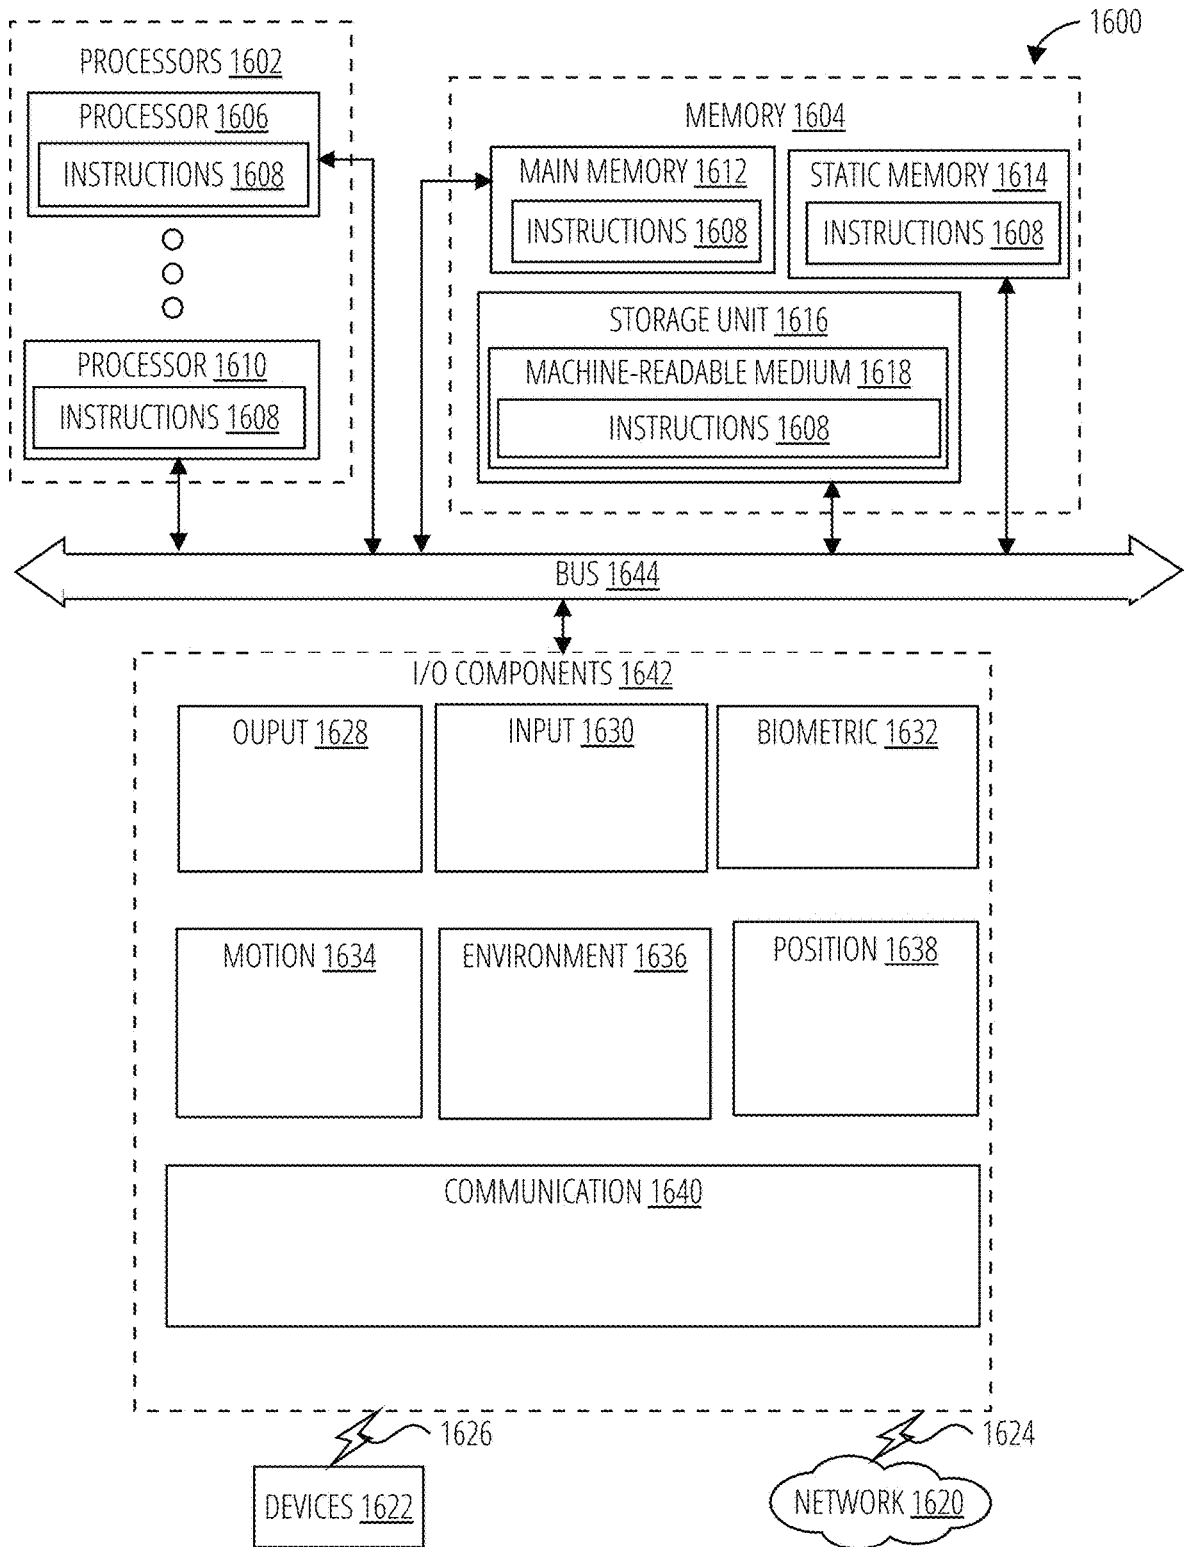 1600
PROCESSORS 1602
PROCESSOR 1606
INSTRUCTIONS 1608
PROCESSOR 1610
INSTRUCTIONS 1608
MEMORY 1604
MAIN MEMORY 1612
INSTRUCTIONS 1608
STATIC MEMORY 1614
INSTRUCTIONS 1608
STORAGE UNIT 1616
MACHINE-READABLE MEDIUM 1618
INSTRUCTIONS 1608
BUS 1644
I/O COMPONENTS 1642
OUPUT 1628
INPUT 1630
BIOMETRIC 1632
MOTION 1634
ENVIRONMENT 1636
POSITION 1638
COMMUNICATION 1640
1626
1624
DEVICES 1622
NETWORK 1620